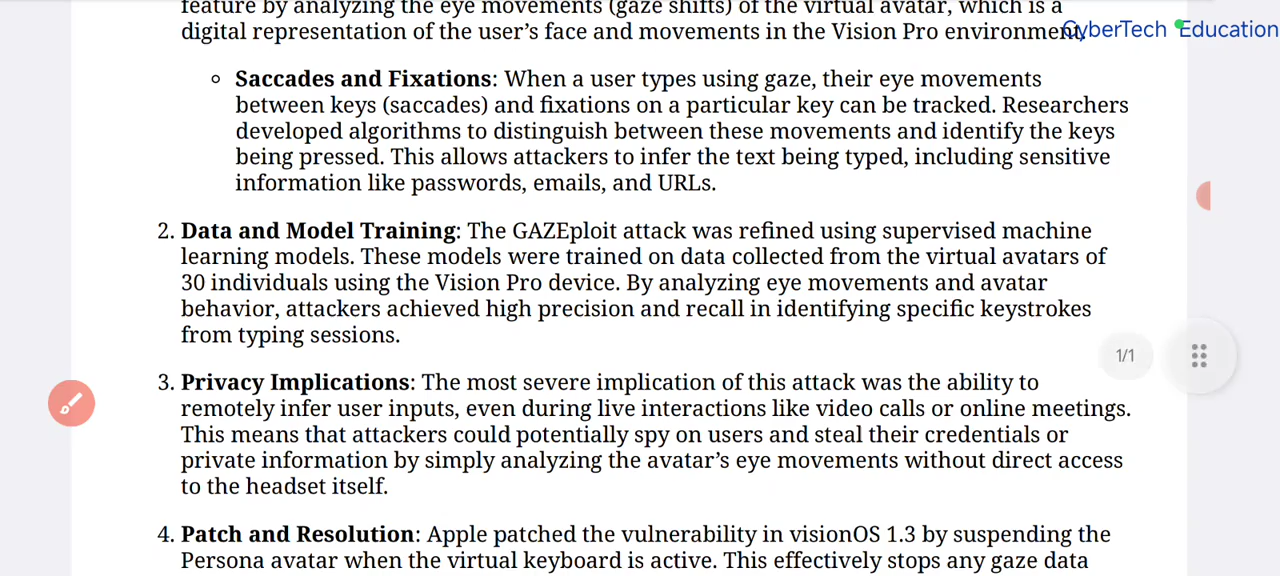 feature by analyzing the eye movements (gaze shifts) of the virtual avatar, which is a
digital representation of the user's face and movements in the Vision Pro environment.
CyberTech Education
Saccades and Fixations: When a user types using gaze, their eye movements
between keys (saccades) and fixations on a particular key can be tracked. Researchers
developed algorithms to distinguish between these movements and identify the keys
being pressed. This allows attackers to infer the text being typed, including sensitive
information like passwords, emails, and URLs.
2. Data and Model Training: The GAZEploit attack was refined using supervised machine
learning models. These models were trained on data collected from the virtual avatars of
30 individuals using the Vision Pro device. By analyzing eye movements and avatar
behavior, attackers achieved high precision and recall in identifying specific keystrokes
from typing sessions.
1/1
3. Privacy Implications: The most severe implication of this attack was the ability to
remotely infer user inputs, even during live interactions like video calls or online meetings.
This means that attackers could potentially spy on users and steal their credentials or
private information by simply analyzing the avatar's eye movements without direct access
to the headset itself.
4. Patch and Resolution: Apple patched the vulnerability in visionOS 1.3 by suspending the
Persona avatar when the virtual keyboard is active. This effectively stops any gaze data